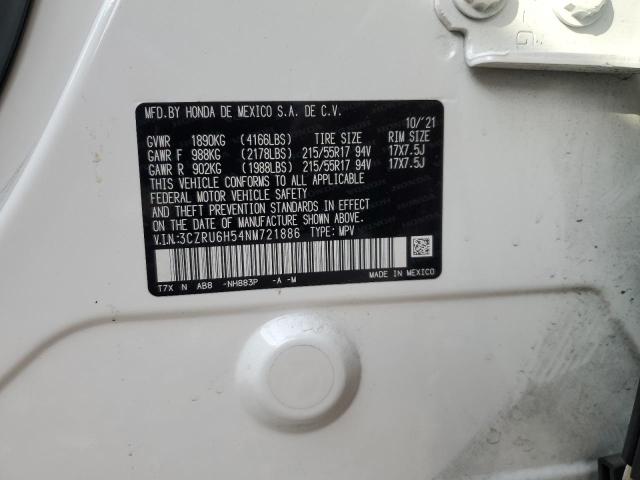 MFD.BY HONDA DE MEXICO S.A. DE C.V.
10/'21
GVWR 1890KG (4166LBS) TIRE SIZE RIM SIZE
GAWR F 988KG (2178LBS) 215/55R17 94V 17X7.5J
GAWR R 902KG (1988LBS) 215/55R17 94V 17X7.5J
THIS VEHICLE CONFORMS TO ALL APPLICABLE
FEDERAL MOTOR VEHICLE SAFETY
AND THEFT PREVENTION STANDARDS IN EFFECT
ON THE DATE OF MANUFACTURE SHOWN ABOVE.
V.I.N.:3CZRU6H54NM721886 TYPE: MPV
MADE IN MEXICO
T7X N AB8 -NH883P -A -M